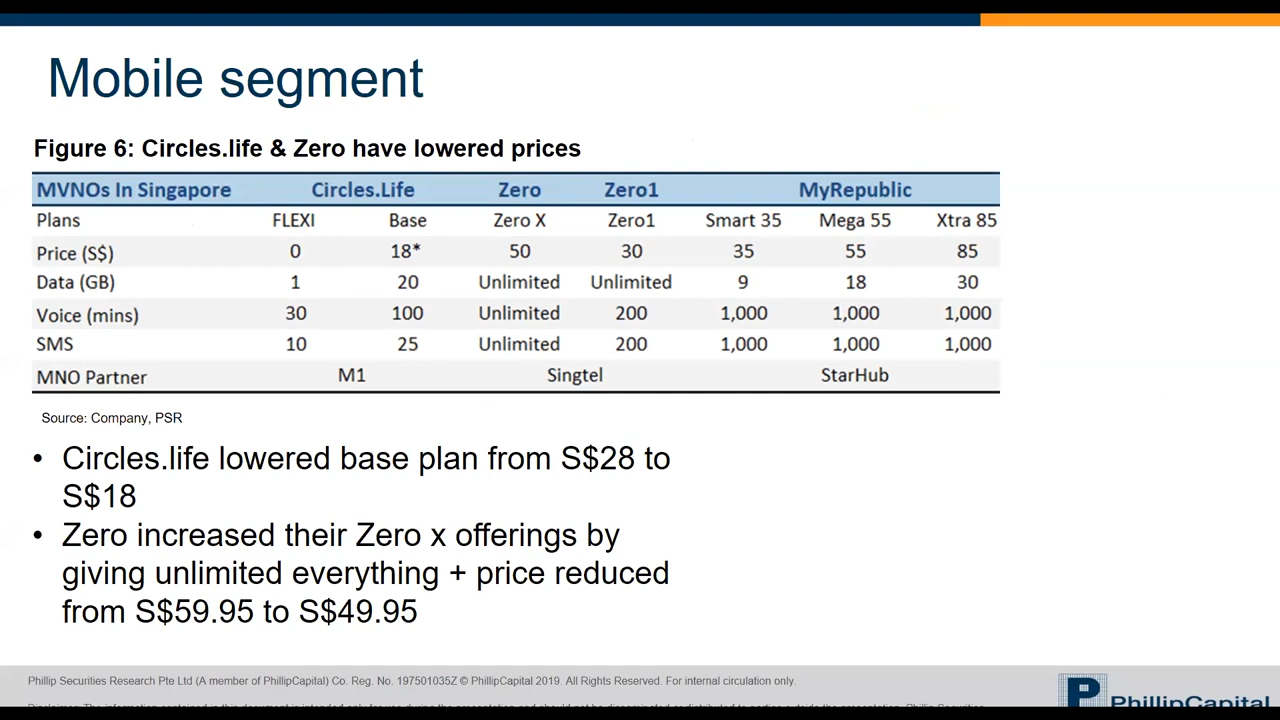 Mobile segment
Figure 6: Circles.life & Zero have lowered prices
MVNOs In Singapore Circles.Life Zero Zero1 MyRepublic
Plans FLEXI Base Zero X Zero1 Smart 35 Mega 55 Xtra 85
Price (S$) 0 18* 50 30 35 55 85
Data (GB) 1 20 Unlimited Unlimited 9 18 30
Voice (mins) 30 100 Unlimited 200 1,000 1,000 1,000
SMS 10 25 Unlimited 200 1,000 1,000 1,000
MNO Partner M1 Singtel StarHub
Source: Company, PSR
• Circles.life lowered base plan from S$28 to
S$18
• Zero increased their Zero x offerings by
giving unlimited everything + price reduced
from S$59.95 to S$49.95
Phillip Securities Research Pte Ltd (A member of PhillipCapital) Co. Reg. No. 197501035Z © PhillipCapital 2019. All Rights Reserved. For internal circulation only.
PhillipCapital